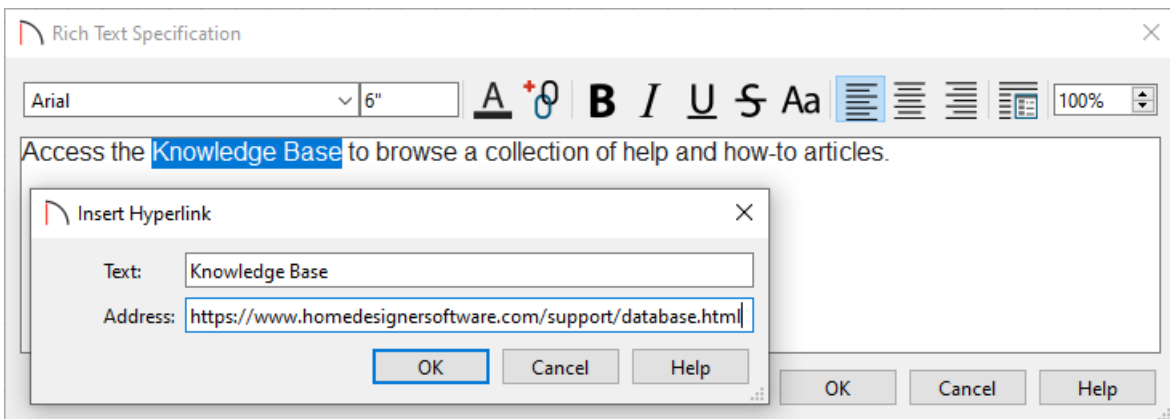 Rich Text Specification
Arial 6" A B I U S Aa 100%
Access the Knowledge Base to browse a collection of help and how-to articles.
Insert Hyperlink
Text: Knowledge Base
Address: https://www.homedesignersoftware.com/support/database.html
OK Cancel Help
OK Cancel Help